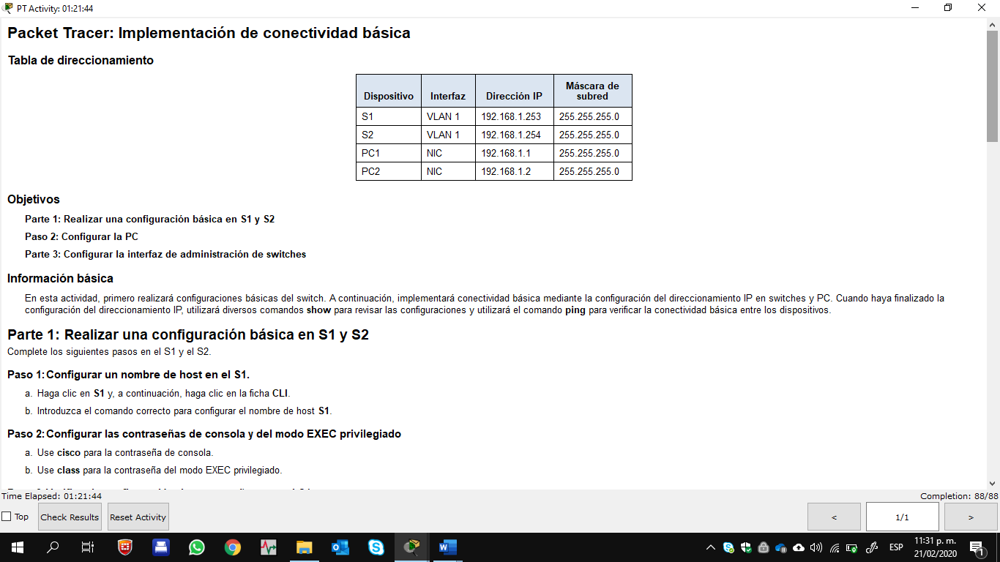 PT Activity: 01:21:44
Packet Tracer: Implementación de conectividad básica
Tabla de direccionamiento
Dispositivo Interfaz Dirección IP Máscara de subred
S1 VLAN 1 192.168.1.253 255.255.255.0
S2 VLAN 1 192.168.1.254 255.255.255.0
PC1 NIC 192.168.1.1 255.255.255.0
PC2 NIC 192.168.1.2 255.255.255.0
Objetivos
Parte 1: Realizar una configuración básica en S1 y S2
Paso 2: Configurar la PC
Parte 3: Configurar la interfaz de administración de switches
Información básica
En esta actividad, primero realizará configuraciones básicas del switch. A continuación, implementará conectividad básica mediante la configuración del direccionamiento IP en switches y PC. Cuando haya finalizado la
configuración del direccionamiento IP, utilizará diversos comandos show para revisar las configuraciones y utilizará el comando ping para verificar la conectividad básica entre los dispositivos.
Parte 1: Realizar una configuración básica en S1 y S2
Complete los siguientes pasos en el S1 y el S2.
Paso 1: Configurar un nombre de host en el S1.
a. Haga clic en S1 y, a continuación, haga clic en la ficha CLI.
b. Introduzca el comando correcto para configurar el nombre de host S1.
Paso 2: Configurar las contraseñas de consola y del modo EXEC privilegiado
a. Use cisco para la contraseña de consola.
b. Use class para la contraseña del modo EXEC privilegiado.
Time Elapsed: 01:21:44 Completion: 88/88
Top Check Results Reset Activity < 1/1 >
ESP 11:31 p. m.
21/02/2020 1